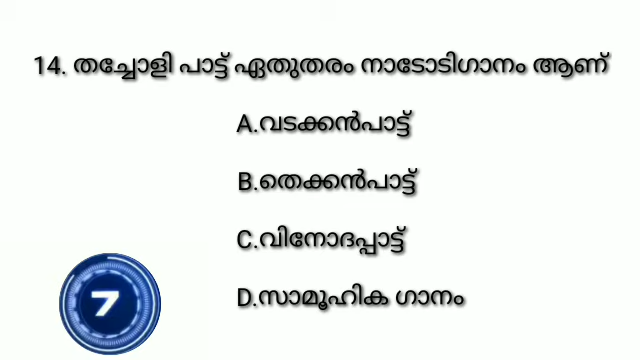 14. തച്ചോളി പാട്ട് ഏതുതരം നാടോടിഗാനം ആണ്
A.വടക്കൻപാട്ട്
B.തെക്കൻപാട്ട്
C.വിനോദപ്പാട്ട്
D.സാമൂഹിക ഗാനം
7